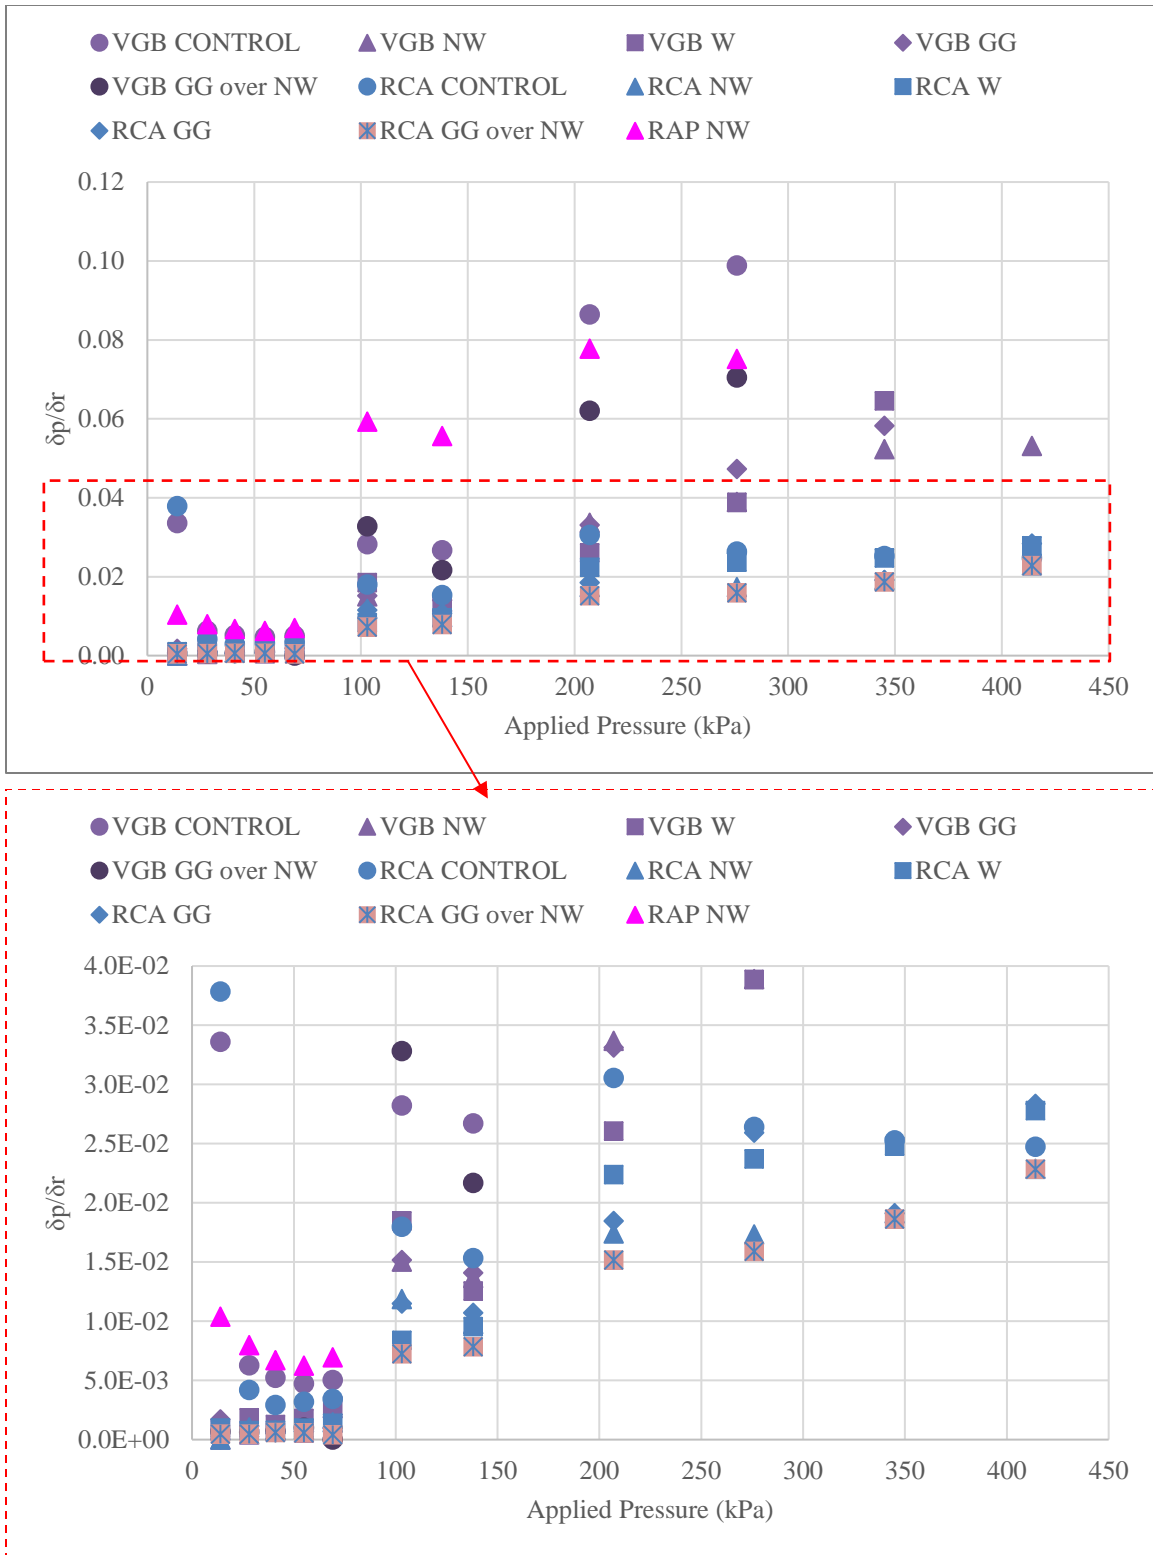 VGB CONTROL VGB NW VGB W VGB GG
VGB GG over NW RCA CONTROL RCA NW RCA W
RCA GG RCA GG over NW RAP NW
0.12
0.10
0.08
0.06
0.04
0.02
0.00
δp/δr
0 50 100 150 200 250 300 350 400 450
Applied Pressure (kPa)
VGB CONTROL VGB NW VGB W VGB GG
VGB GG over NW RCA CONTROL RCA NW RCA W
RCA GG RCA GG over NW RAP NW
4.0E-02
3.5E-02
3.0E-02
2.5E-02
2.0E-02
1.5E-02
1.0E-02
5.0E-03
0.0E+00
δp/δr
0 50 100 150 200 250 300 350 400 450
Applied Pressure (kPa)